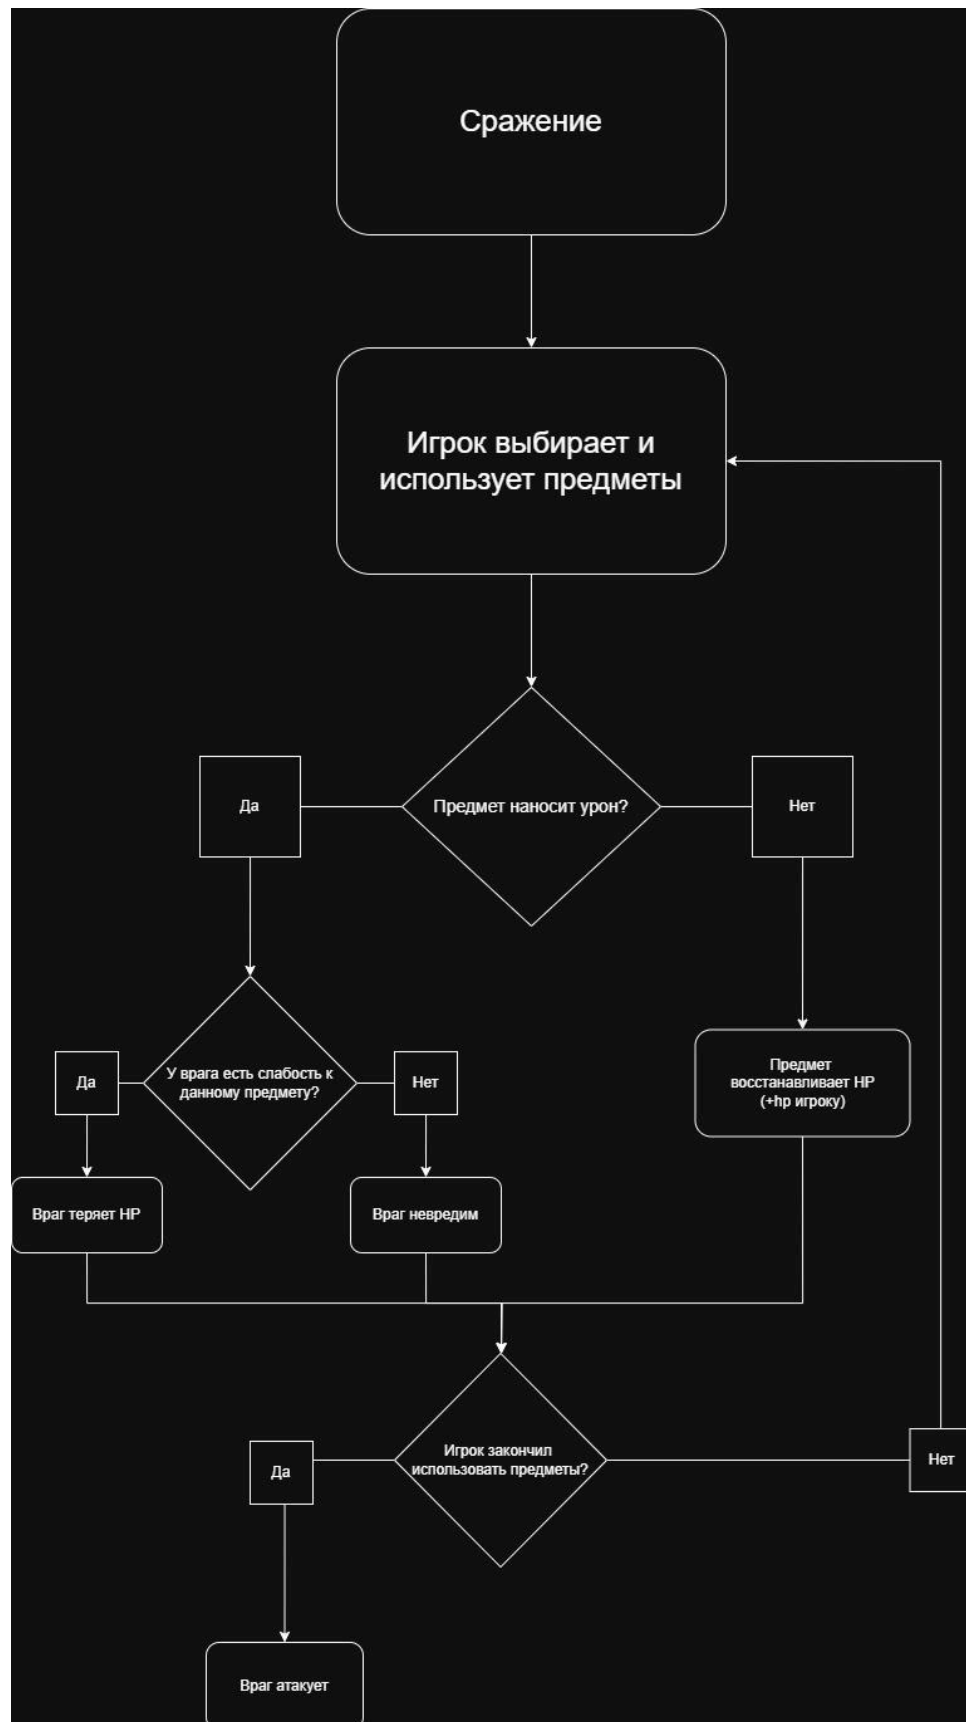 Сражение
Игрок выбирает и
использует предметы
Предмет наносит урон?
Да
Нет
У врага есть слабость к
данному предмету?
Да
Нет
Предмет
восстанавливает HP
(+hp игроку)
Враг теряет HP
Враг невредим
Игрок закончил
использовать предметы?
Да
Нет
Враг атакует